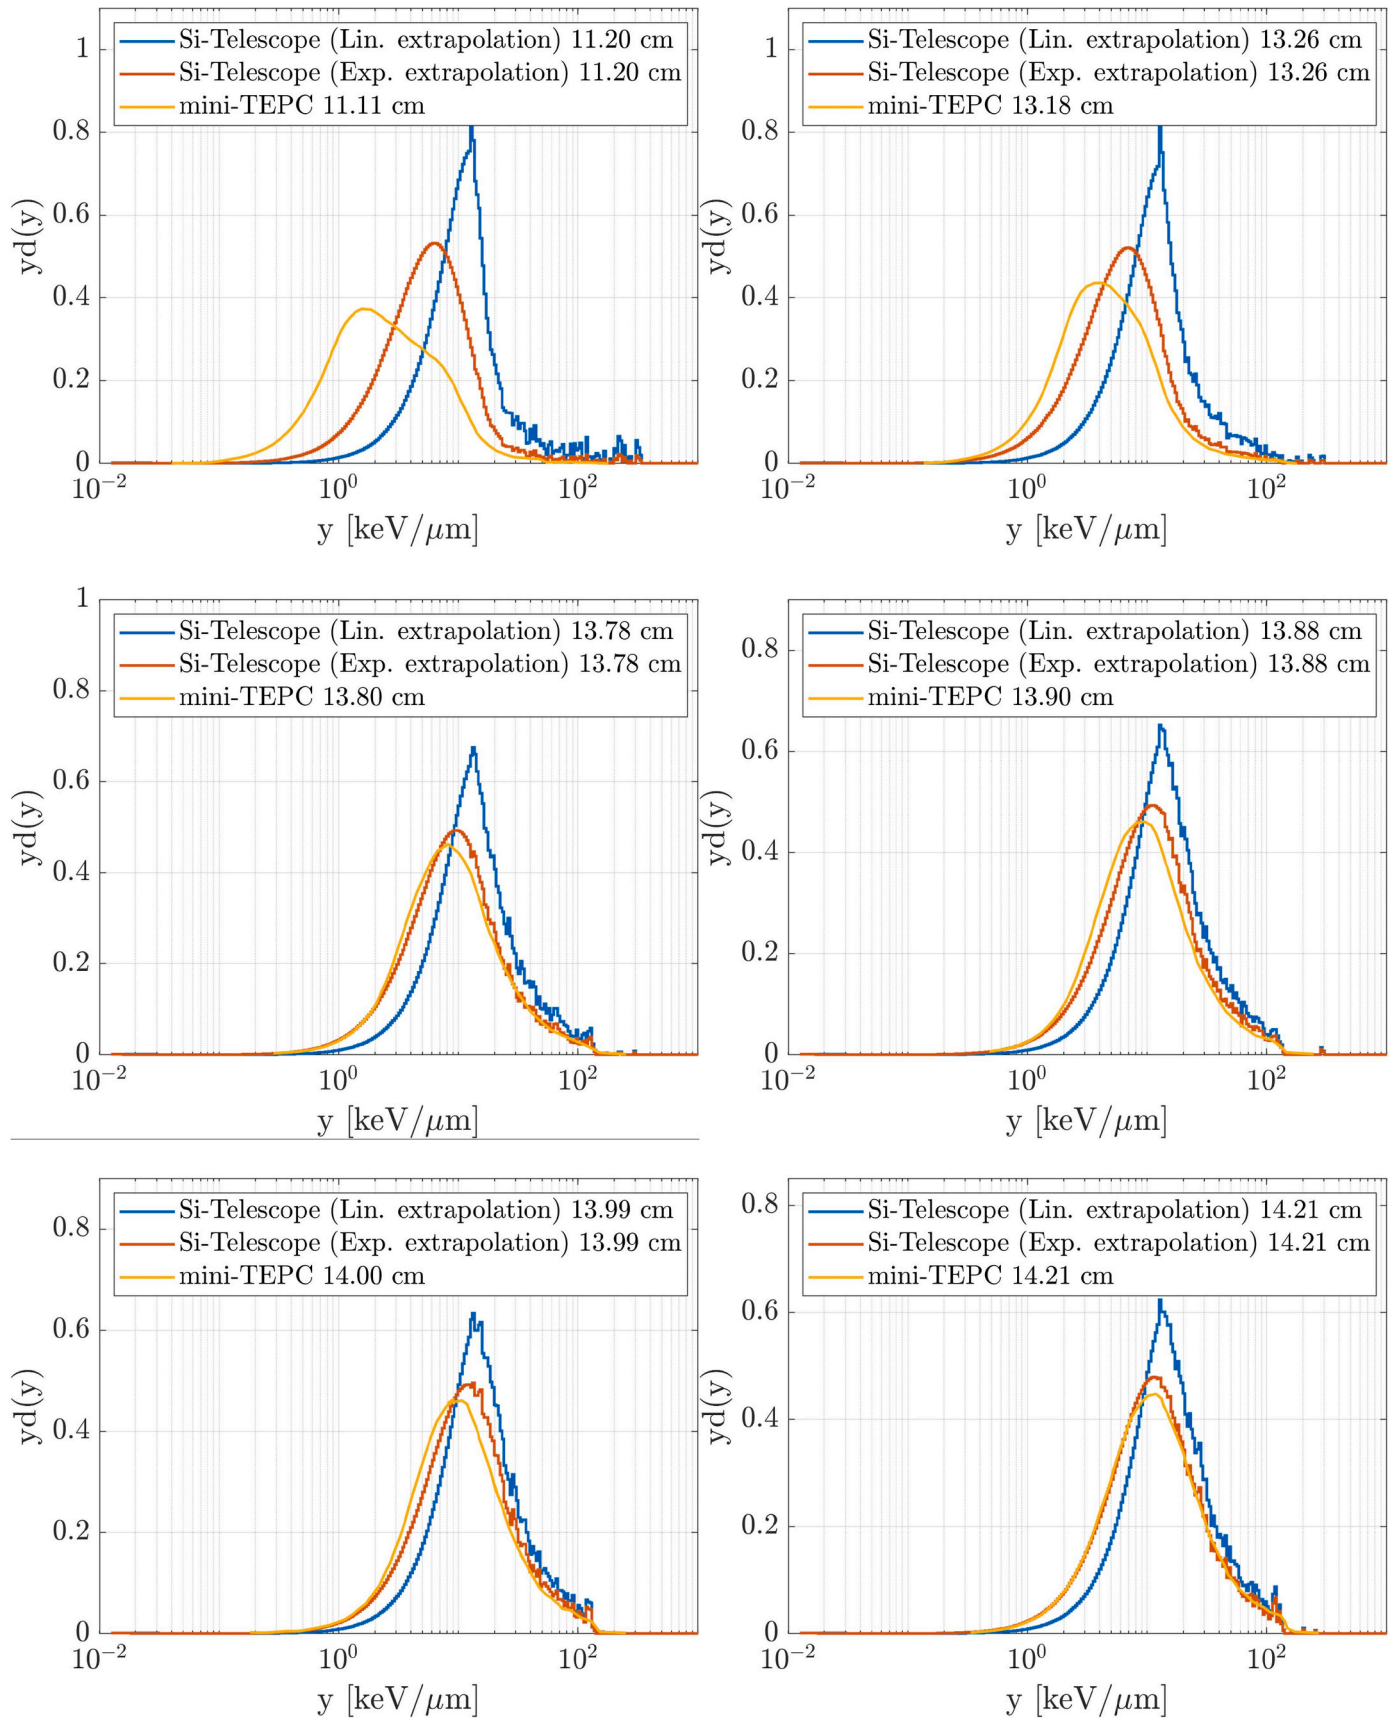 Si-Telescope (Lin. extrapolation) 11.20 cm
Si-Telescope (Exp. extrapolation) 11.20 cm
mini-TEPC 11.11 cm
1
0.8
0.6
0.4
0.2
0
yd(y)
10^-2
10^0
10^2
y [keV/μm]
Si-Telescope (Lin. extrapolation) 13.26 cm
Si-Telescope (Exp. extrapolation) 13.26 cm
mini-TEPC 13.18 cm
1
0.8
0.6
0.4
0.2
0
yd(y)
10^-2
10^0
10^2
y [keV/μm]
Si-Telescope (Lin. extrapolation) 13.78 cm
Si-Telescope (Exp. extrapolation) 13.78 cm
mini-TEPC 13.80 cm
1
0.8
0.6
0.4
0.2
0
yd(y)
10^-2
10^0
10^2
y [keV/μm]
Si-Telescope (Lin. extrapolation) 13.88 cm
Si-Telescope (Exp. extrapolation) 13.88 cm
mini-TEPC 13.90 cm
0.8
0.6
0.4
0.2
0
yd(y)
10^-2
10^0
10^2
y [keV/μm]
Si-Telescope (Lin. extrapolation) 13.99 cm
Si-Telescope (Exp. extrapolation) 13.99 cm
mini-TEPC 14.00 cm
0.8
0.6
0.4
0.2
0
yd(y)
10^-2
10^0
10^2
y [keV/μm]
Si-Telescope (Lin. extrapolation) 14.21 cm
Si-Telescope (Exp. extrapolation) 14.21 cm
mini-TEPC 14.21 cm
0.8
0.6
0.4
0.2
0
yd(y)
10^-2
10^0
10^2
y [keV/μm]